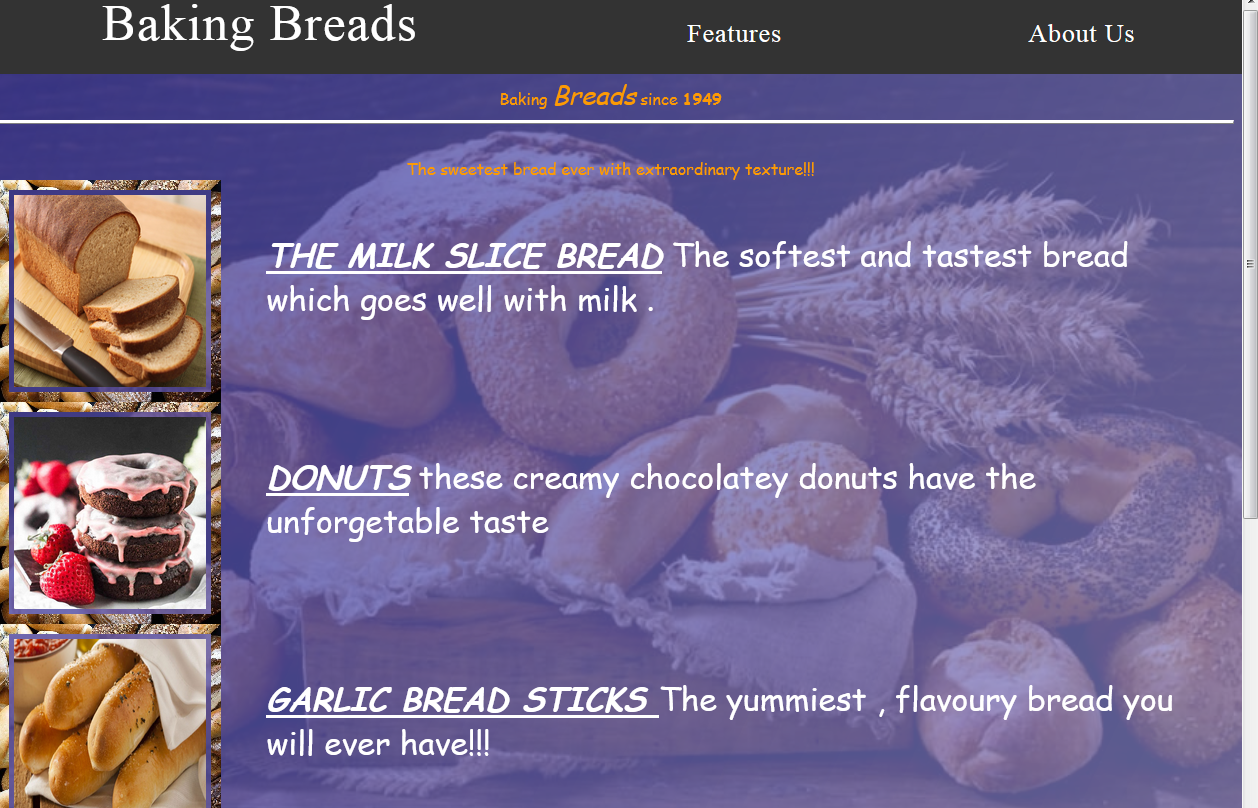 Baking Breads
Features
About Us
Baking Breads since 1949
The sweetest bread ever with extraordinary texture!!!
THE MILK SLICE BREAD The softest and tastest bread
which goes well with milk .
DONUTS these creamy chocolatey donuts have the
unforgetable taste
GARLIC BREAD STICKS The yummiest , flavoury bread you
will ever have!!!